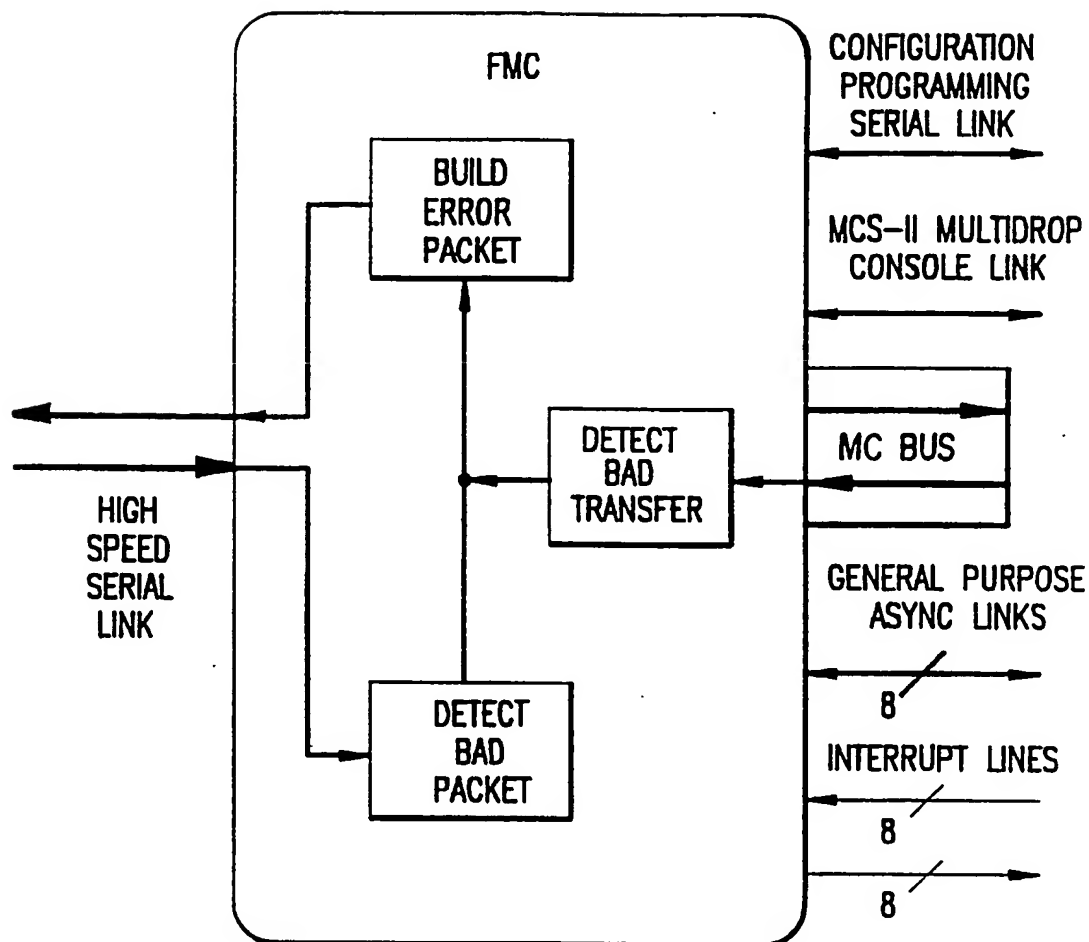 FMC
CONFIGURATION
PROGRAMMING
SERIAL LINK
BUILD
ERROR
PACKET
MCS-II MULTIDROP
CONSOLE LINK
DETECT
BAD
TRANSFER
MC BUS
HIGH
SPEED
SERIAL
LINK
GENERAL PURPOSE
ASYNC LINKS
8
DETECT
BAD
PACKET
INTERRUPT LINES
8
8